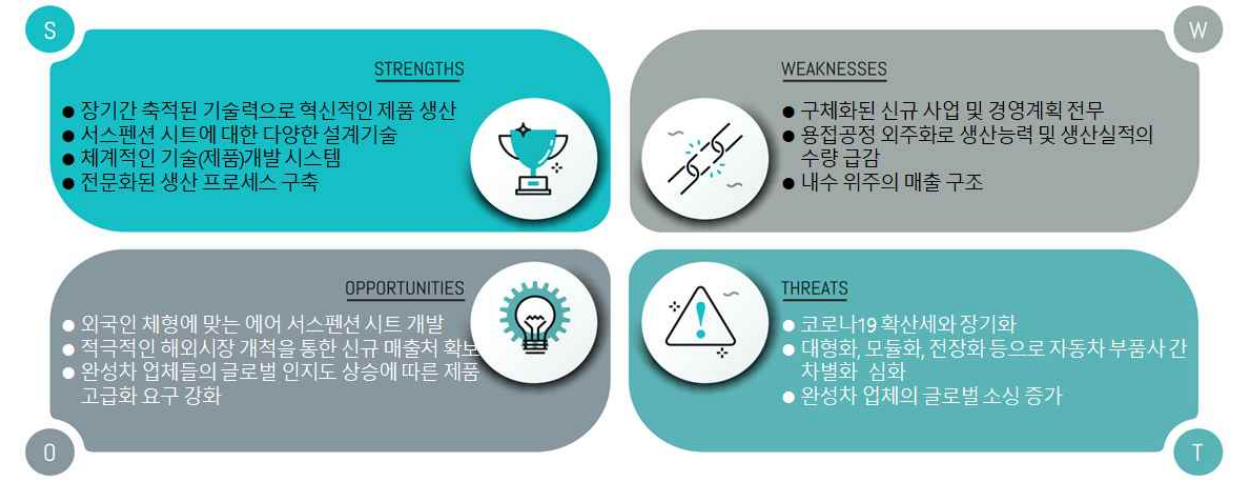 S
STRENGTHS
● 장기간 축적된 기술력으로 혁신적인 제품 생산
● 서스펜션 시트에 대한 다양한 설계기술
● 체계적인 기술(제품)개발 시스템
● 전문화된 생산 프로세스 구축
W
WEAKNESSES
● 구체화된 신규 사업 및 경영계획 전무
● 용접공정 외주화로 생산능력 및 생산실적의
수량 급감
● 내수 위주의 매출 구조
OPPORTUNITIES
● 외국인 체형에 맞는 에어 서스펜션 시트 개발
● 적극적인 해외시장 개척을 통한 신규 매출처 확보
● 완성차 업체들의 글로벌 인지도 상승에 따른 제품
고급화 요구 강화
O
THREATS
● 코로나19 확산세와 장기화
● 대형화, 모듈화, 전장화 등으로 자동차 부품사 간
차별화 심화
● 완성차 업체의 글로벌 소싱 증가
T